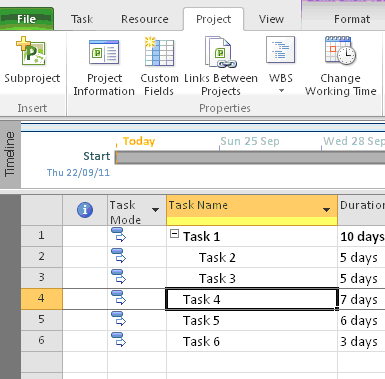 File Task Resource Project View Format
Subproject Project Information Custom Fields Links Between Projects WBS Change Working Time
Insert Properties
Timeline
Today Sun 25 Sep Wed 28 Sep
Start
Thu 22/09/11
Task Mode Task Name Duration
1 Task 1 10 days
2 Task 2 5 days
3 Task 3 5 days
4 Task 4 7 days
5 Task 5 6 days
6 Task 6 3 days